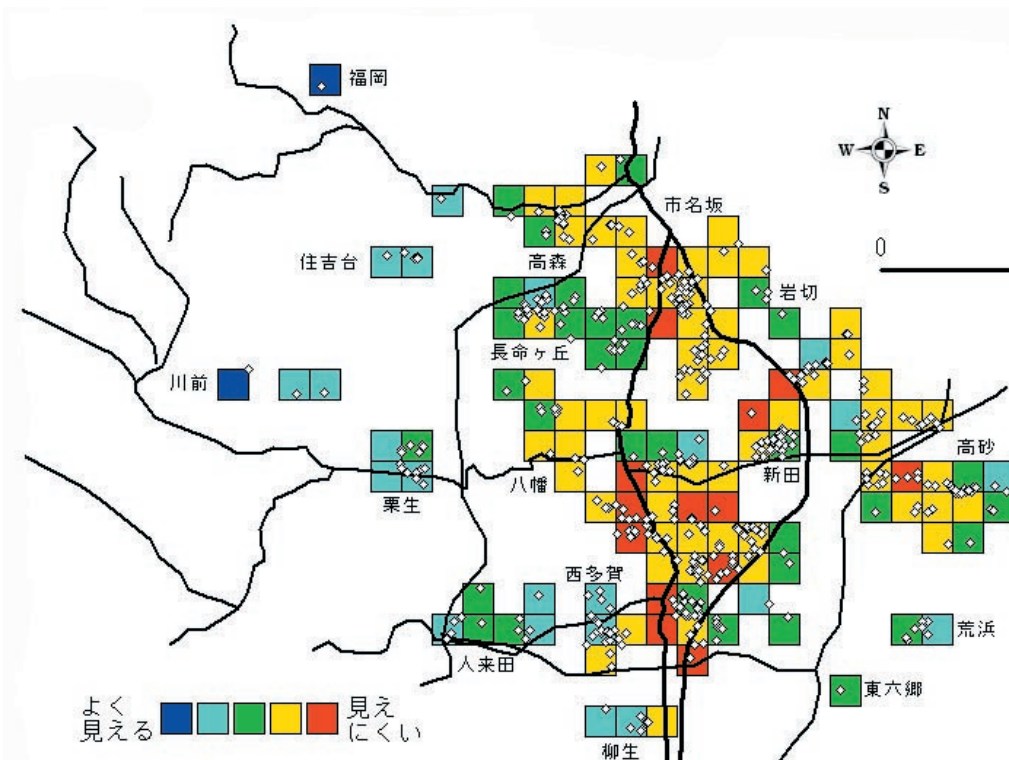 福岡
N
W E
S
市名坂
0
住吉台
高森
岩切
長命ヶ丘
川前
高砂
八幡
新田
栗生
西多賀
荒浜
人来田
東六郷
よく
見える
見え
にくい
柳生